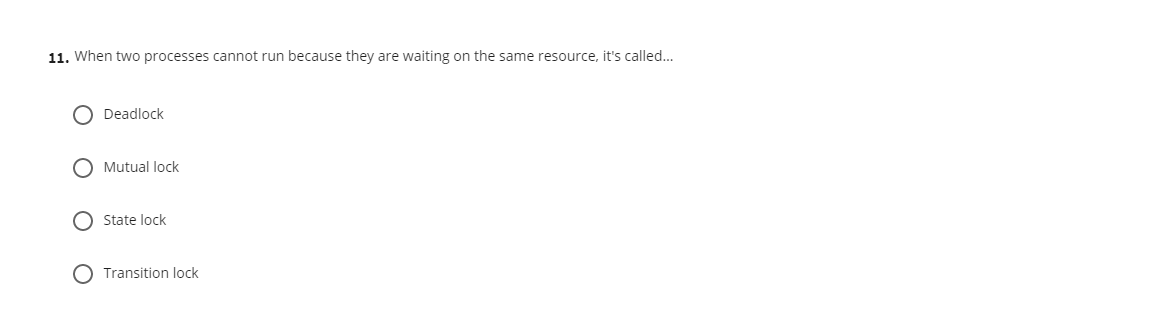 11. When two processes cannot run because they are waiting on the same resource, it's called...
Deadlock
Mutual lock
State lock
Transition lock